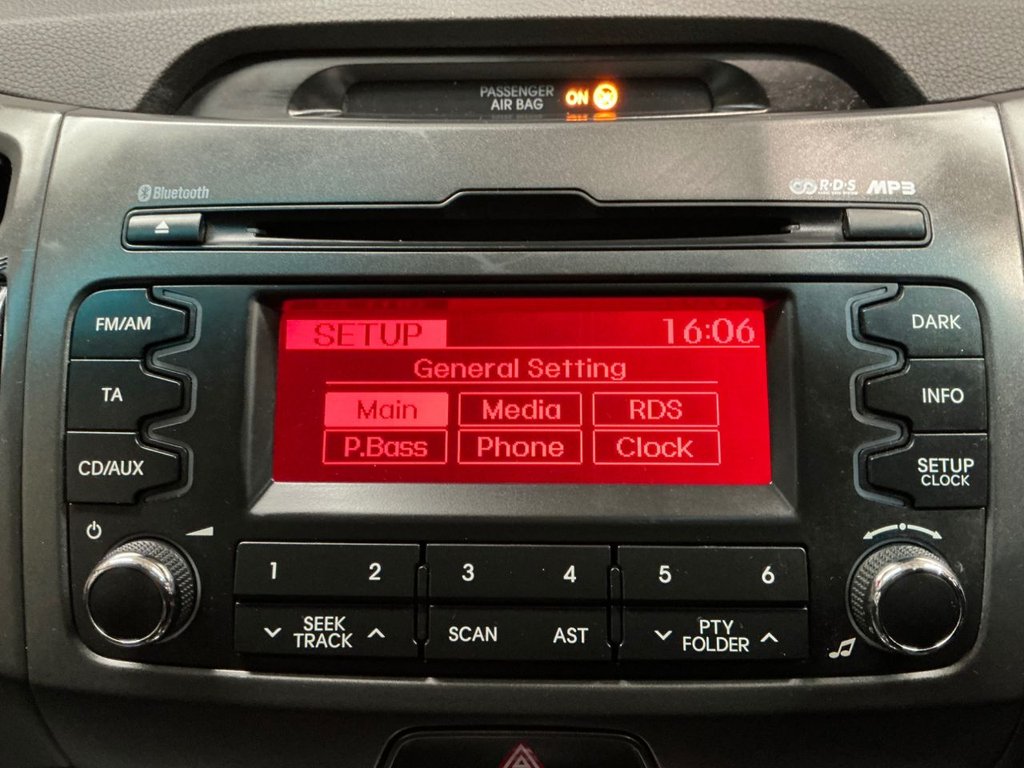 PASSENGER
AIR BAG ON
Bluetooth
R·D·S MP3
FM/AM
TA
CD/AUX
SETUP 16:06
General Setting
Main Media RDS
P.Bass Phone Clock
DARK
INFO
SETUP
CLOCK
1 2 3 4 5 6
SEEK
TRACK
SCAN AST
PTY
FOLDER